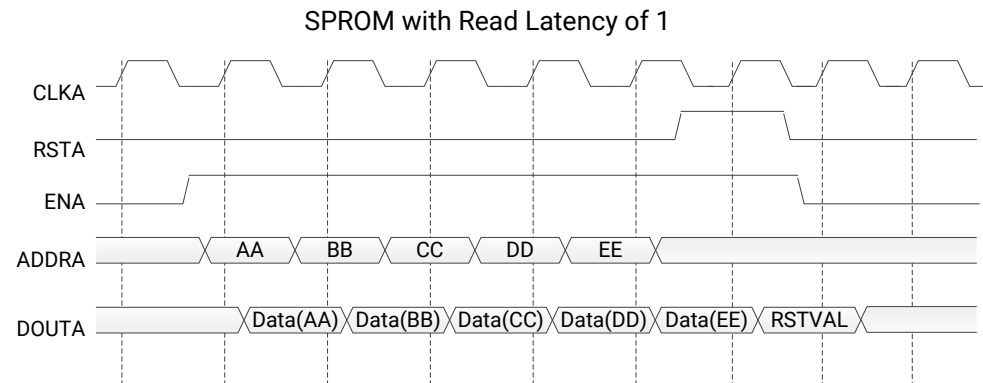 SPROM with Read Latency of 1
CLKA
RSTA
ENA
ADDRA AA BB CC DD EE
DOUTA Data(AA) Data(BB) Data(CC) Data(DD) Data(EE) RSTVAL